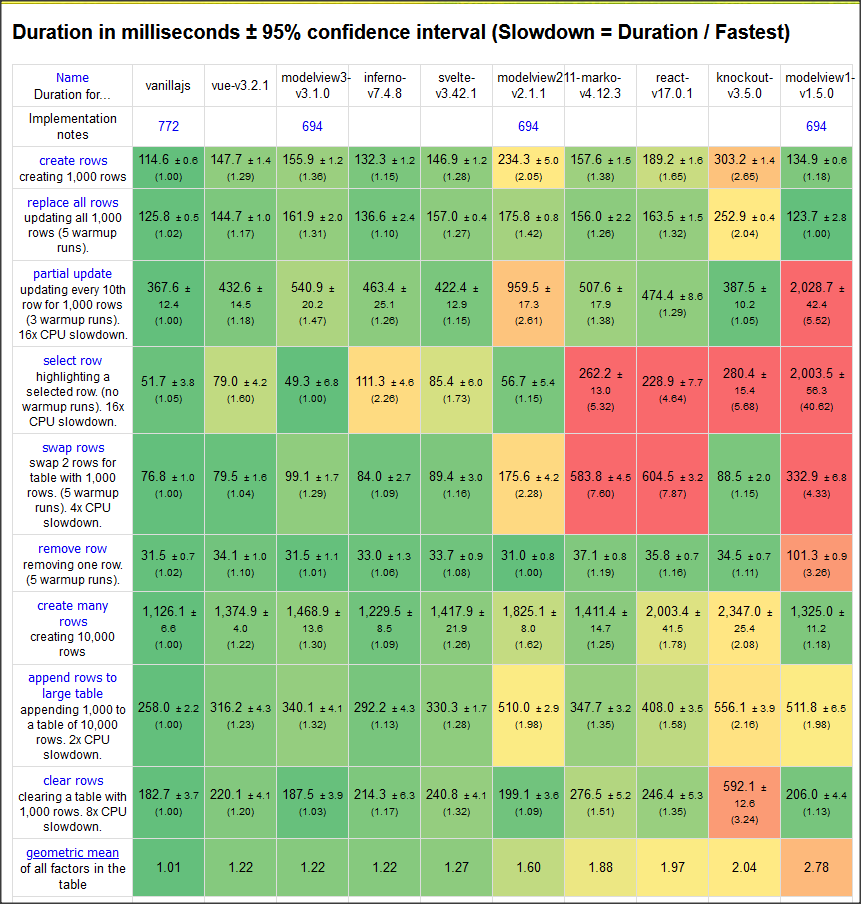 Duration in milliseconds ± 95% confidence interval (Slowdown = Duration / Fastest)
Name
Duration for...
vanillajs
vue-v3.2.1
modelview3-
v3.1.0
inferno-
v7.4.8
svelte-
v3.42.1
modelview211-marko-
v2.1.1
v4.12.3
react-
v17.0.1
knockout-
v3.5.0
modelview1-
v1.5.0
Implementation
notes
772
694
694
694
create rows
creating 1,000 rows
114.6 ± 0.6
(1.00)
147.7 ± 1.4
(1.29)
155.9 ± 1.2
(1.36)
132.3 ± 1.2
(1.15)
146.9 ± 1.2
(1.28)
234.3 ± 5.0
(2.05)
157.6 ± 1.5
(1.38)
189.2 ± 1.6
(1.65)
303.2 ± 1.4
(2.65)
134.9 ± 0.6
(1.18)
replace all rows
updating all 1,000
rows (5 warmup
runs).
125.8 ± 0.5
(1.02)
144.7 ± 1.0
(1.17)
161.9 ± 2.0
(1.31)
136.6 ± 2.4
(1.10)
157.0 ± 0.4
(1.27)
175.8 ± 0.8
(1.42)
156.0 ± 2.2
(1.26)
163.5 ± 1.5
(1.32)
252.9 ± 0.4
(2.04)
123.7 ± 2.8
(1.00)
partial update
updating every 10th
row for 1,000 rows
(3 warmup runs).
16x CPU slowdown.
367.6 ±
12.4
(1.00)
432.6 ±
14.5
(1.18)
540.9 ±
20.2
(1.47)
463.4 ±
25.1
(1.26)
422.4 ±
12.9
(1.15)
959.5 ±
17.3
(2.61)
507.6 ±
17.9
(1.38)
474.4 ± 8.6
(1.29)
387.5 ±
10.2
(1.05)
2,028.7 ±
42.4
(5.52)
select row
highlighting a
selected row. (no
warmup runs). 16x
CPU slowdown.
51.7 ± 3.8
(1.05)
79.0 ± 4.2
(1.60)
49.3 ± 6.8
(1.00)
111.3 ± 4.6
(2.26)
85.4 ± 6.0
(1.73)
56.7 ± 5.4
(1.15)
262.2 ±
13.0
(5.32)
228.9 ± 7.7
(4.64)
280.4 ±
15.4
(5.68)
2,003.5 ±
56.3
(40.62)
swap rows
swap 2 rows for
table with 1,000
rows. (5 warmup
runs). 4x CPU
slowdown.
76.8 ± 1.0
(1.00)
79.5 ± 1.6
(1.04)
99.1 ± 1.7
(1.29)
84.0 ± 2.7
(1.09)
89.4 ± 3.0
(1.16)
175.6 ± 4.2
(2.28)
583.8 ± 4.5
(7.60)
604.5 ± 3.2
(7.87)
88.5 ± 2.0
(1.15)
332.9 ± 6.8
(4.33)
remove row
removing one row.
(5 warmup runs).
31.5 ± 0.7
(1.02)
34.1 ± 1.0
(1.10)
31.5 ± 1.1
(1.01)
33.0 ± 1.3
(1.06)
33.7 ± 0.9
(1.08)
31.0 ± 0.8
(1.00)
37.1 ± 0.8
(1.19)
35.8 ± 0.7
(1.16)
34.5 ± 0.7
(1.11)
101.3 ± 0.9
(3.26)
create many
rows
creating 10,000
rows
1,126.1 ±
6.6
(1.00)
1,374.9 ±
4.0
(1.22)
1,468.9 ±
13.6
(1.30)
1,229.5 ±
8.5
(1.09)
1,417.9 ±
21.9
(1.26)
1,825.1 ±
8.0
(1.62)
1,411.4 ±
14.7
(1.25)
2,003.4 ±
41.5
(1.78)
2,347.0 ±
25.4
(2.08)
1,325.0 ±
11.2
(1.18)
append rows to
large table
appending 1,000 to
a table of 10,000
rows. 2x CPU
slowdown.
258.0 ± 2.2
(1.00)
316.2 ± 4.3
(1.23)
340.1 ± 4.1
(1.32)
292.2 ± 4.3
(1.13)
330.3 ± 1.7
(1.28)
510.0 ± 2.9
(1.98)
347.7 ± 3.2
(1.35)
408.0 ± 3.5
(1.58)
556.1 ± 3.9
(2.16)
511.8 ± 6.5
(1.98)
clear rows
clearing a table with
1,000 rows. 8x CPU
slowdown.
182.7 ± 3.7
(1.00)
220.1 ± 4.1
(1.20)
187.5 ± 3.9
(1.03)
214.3 ± 6.3
(1.17)
240.8 ± 4.1
(1.32)
199.1 ± 3.6
(1.09)
276.5 ± 5.2
(1.51)
246.4 ± 5.3
(1.35)
592.1 ±
12.6
(3.24)
206.0 ± 4.4
(1.13)
geometric mean
of all factors in the
table
1.01
1.22
1.22
1.22
1.27
1.60
1.88
1.97
2.04
2.78